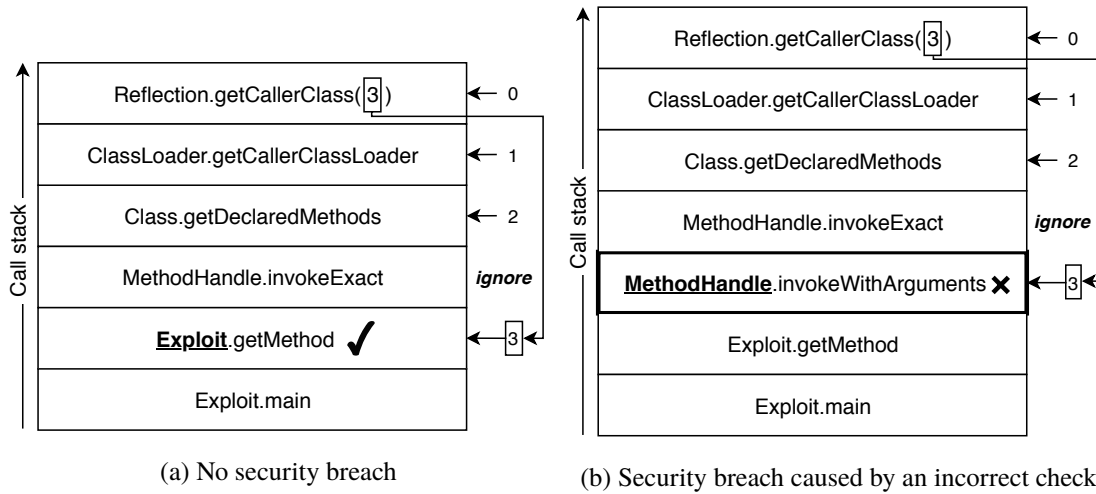 Call stack
Reflection.getCallerClass(3)
0
ClassLoader.getCallerClassLoader
1
Class.getDeclaredMethods
2
MethodHandle.invokeExact
ignore
Exploit.getMethod
3
Exploit.main
(a) No security breach
Call stack
Reflection.getCallerClass(3)
0
ClassLoader.getCallerClassLoader
1
Class.getDeclaredMethods
2
MethodHandle.invokeExact
ignore
MethodHandle.invokeWithArguments
3
Exploit.getMethod
Exploit.main
(b) Security breach caused by an incorrect check